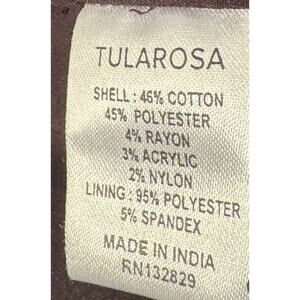 TULAROSA
SHELL : 46% COTTON
45% POLYESTER
4% RAYON
3% ACRYLIC
2% NYLON
LINING : 95% POLYESTER
5% SPANDEX
MADE IN INDIA
RN132829